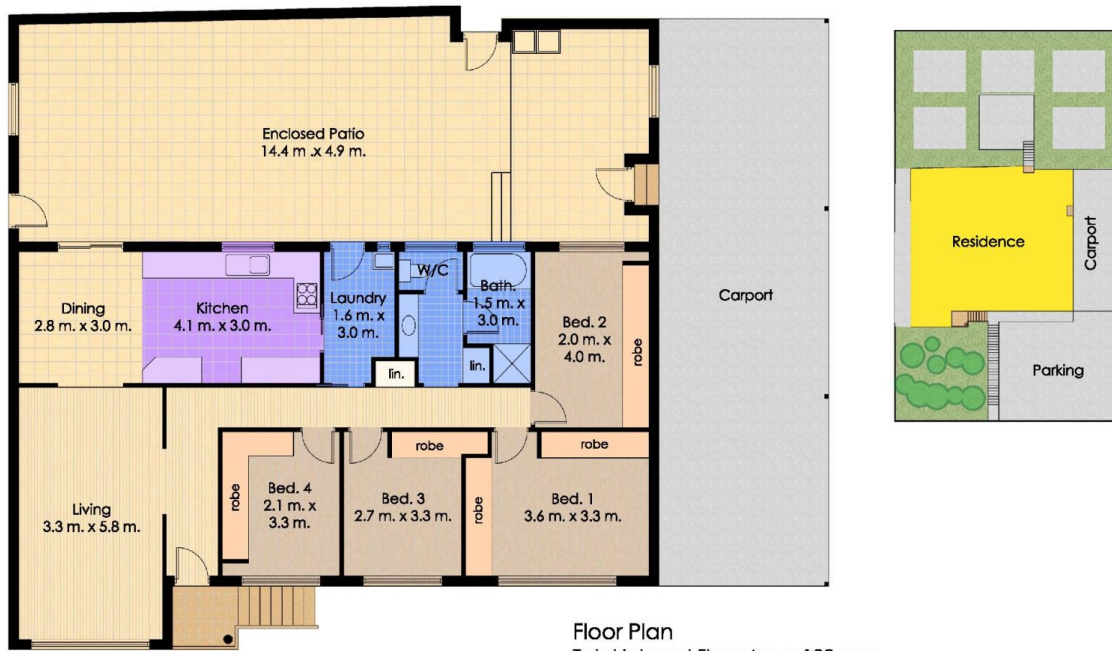 Enclosed Patio
14.4 m .x 4.9 m.
Dining
2.8 m. x 3.0 m.
Kitchen
4.1 m. x 3.0 m.
Laundry
1.6 m. x
3.0 m.
W/C
Bath.
1.5 m. x
3.0 m.
lin.
lin.
Bed. 2
2.0 m. x
4.0 m.
robe
Carport
Living
3.3 m. x 5.8 m.
robe
Bed. 4
2.1 m. x
3.3 m.
robe
Bed. 3
2.7 m. x 3.3 m.
robe
robe
Bed. 1
3.6 m. x 3.3 m.
Residence
Carport
Parking
Floor Plan